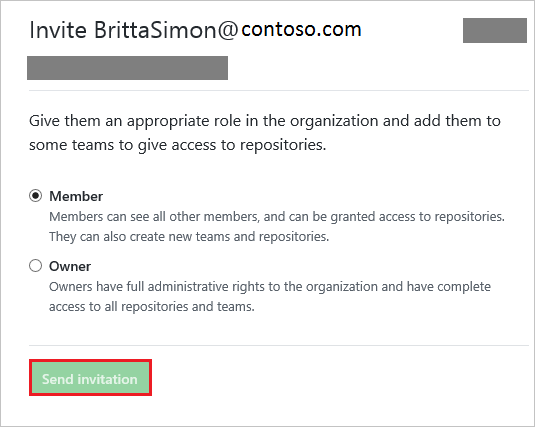 Invite BrittaSimon@contoso.com
Give them an appropriate role in the organization and add them to
some teams to give access to repositories.
Member
Members can see all other members, and can be granted access to repositories.
They can also create new teams and repositories.
Owner
Owners have full administrative rights to the organization and have complete
access to all repositories and teams.
Send invitation